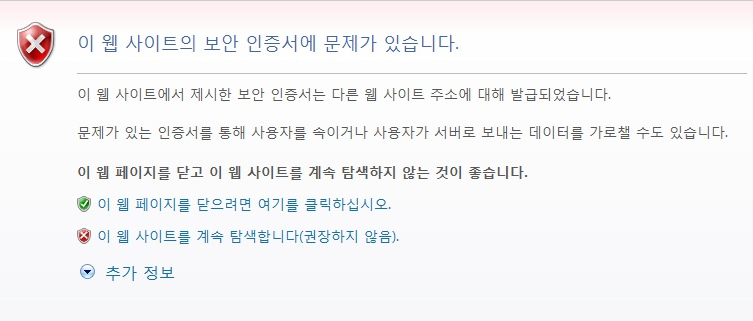 이 웹 사이트의 보안 인증서에 문제가 있습니다.
이 웹 사이트에서 제시한 보안 인증서는 다른 웹 사이트 주소에 대해 발급되었습니다.
문제가 있는 인증서를 통해 사용자를 속이거나 사용자가 서버로 보내는 데이터를 가로챌 수도 있습니다.
이 웹 페이지를 닫고 이 웹 사이트를 계속 탐색하지 않는 것이 좋습니다.
이 웹 페이지를 닫으려면 여기를 클릭하십시오.
이 웹 사이트를 계속 탐색합니다(권장하지 않음).
추가 정보